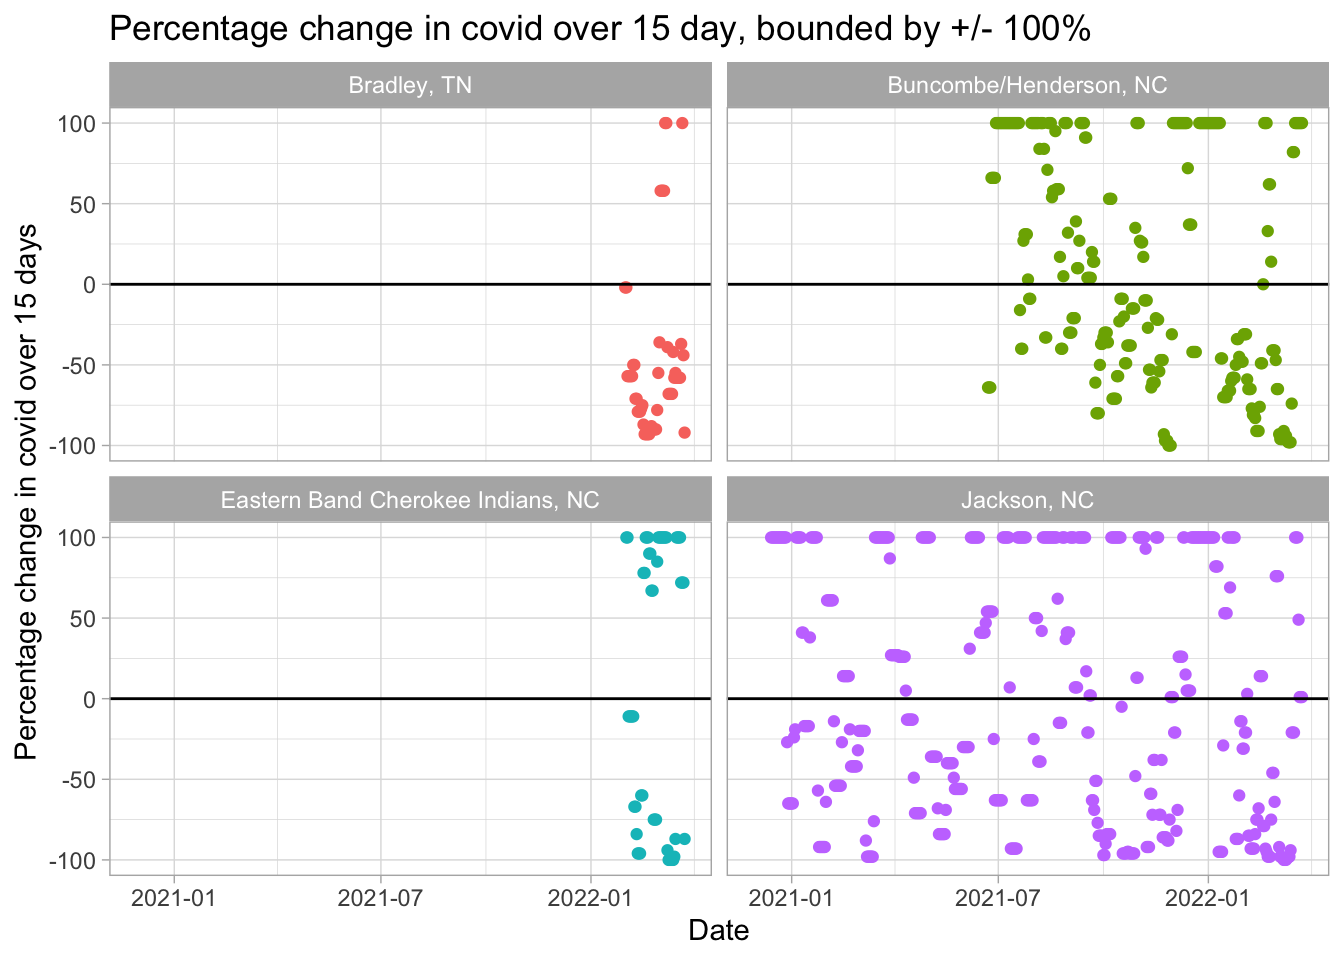 Percentage change in covid over 15 day, bounded by +/- 100%
Bradley, TN
Buncombe/Henderson, NC
100
50
0
-50
-100
Eastern Band Cherokee Indians, NC
Jackson, NC
100
50
0
-50
-100
2021-01
2021-07
2022-01
2021-01
2021-07
2022-01
Date
Percentage change in covid over 15 days